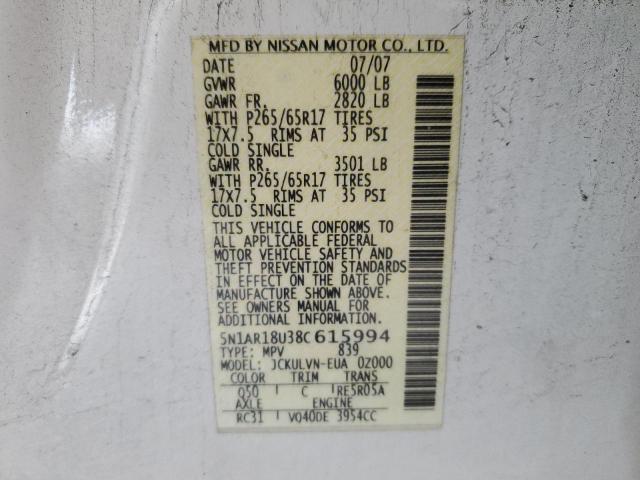 MFD BY NISSAN MOTOR CO., LTD.
DATE 07/07
GVWR 6000 LB
GAWR FR. 2820 LB
WITH P265/65R17 TIRES
17X7.5 RIMS AT 35 PSI
COLD SINGLE
GAWR RR. 3501 LB
WITH P265/65R17 TIRES
17X7.5 RIMS AT 35 PSI
COLD SINGLE
THIS VEHICLE CONFORMS TO
ALL APPLICABLE FEDERAL
MOTOR VEHICLE SAFETY AND
THEFT PREVENTION STANDARDS
IN EFFECT ON THE DATE OF
MANUFACTURE SHOWN ABOVE.
SEE OWNERS MANUAL FOR
ADDITIONAL INFORMATION
5N1AR18U38C615994
TYPE: MPV 839
MODEL: JCKULVN-EUA 0Z000
COLOR TRIM TRANS
Q50 C RE5R05A
AXLE ENGINE
RC31 VQ40DE 3954CC